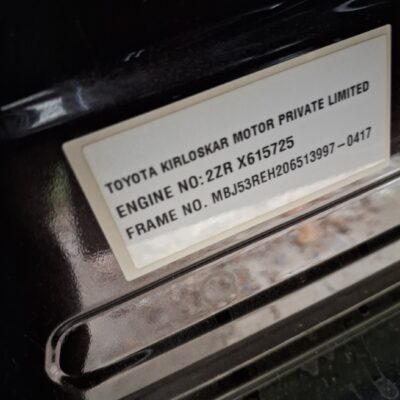 TOYOTA KIRLOSKAR MOTOR PRIVATE LIMITED
ENGINE NO: 2ZR X615725
FRAME NO. MBJ53REH206513997-0417